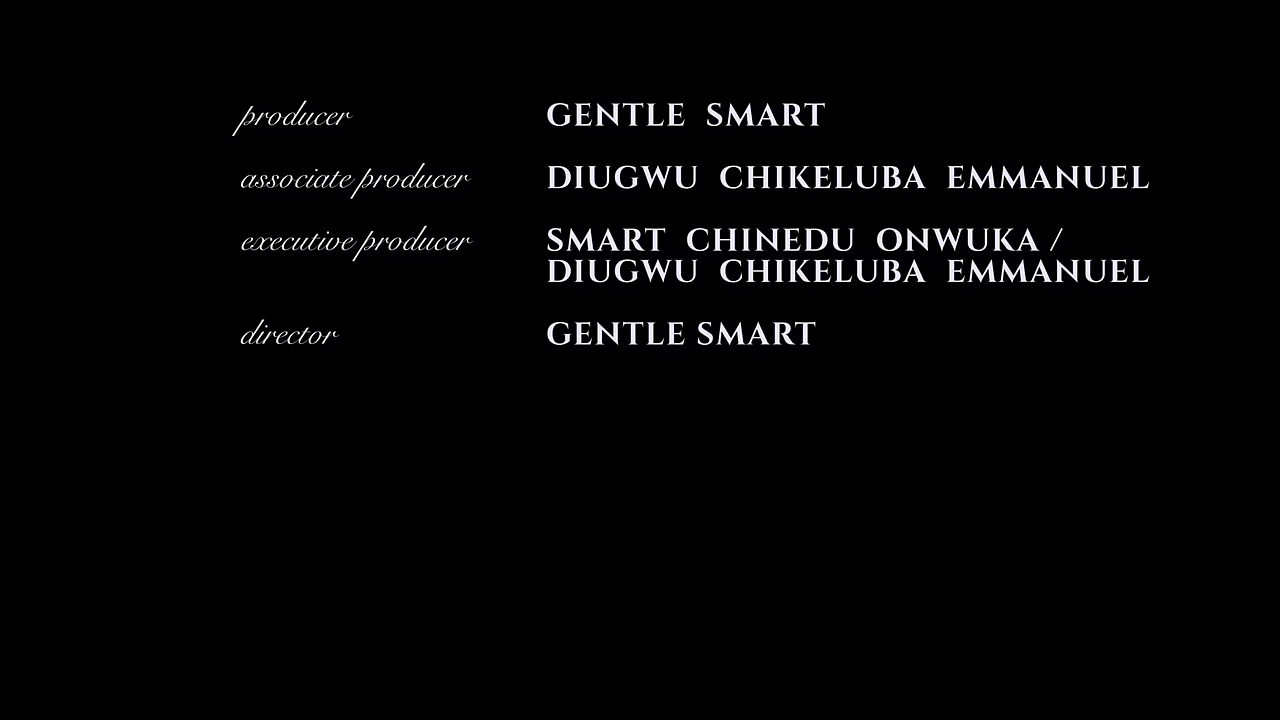 producer GENTLE SMART
associate producer DIUGWU CHIKELUBA EMMANUEL
executive producer SMART CHINEDU ONWUKA /
DIUGWU CHIKELUBA EMMANUEL
director GENTLE SMART